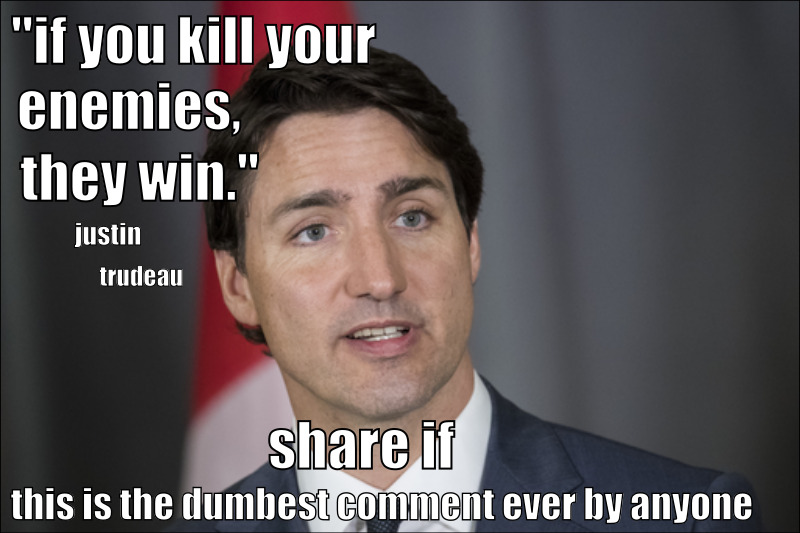 "if you kill your
enemies,
they win."
justin
trudeau
share if
this is the dumbest comment ever by anyone